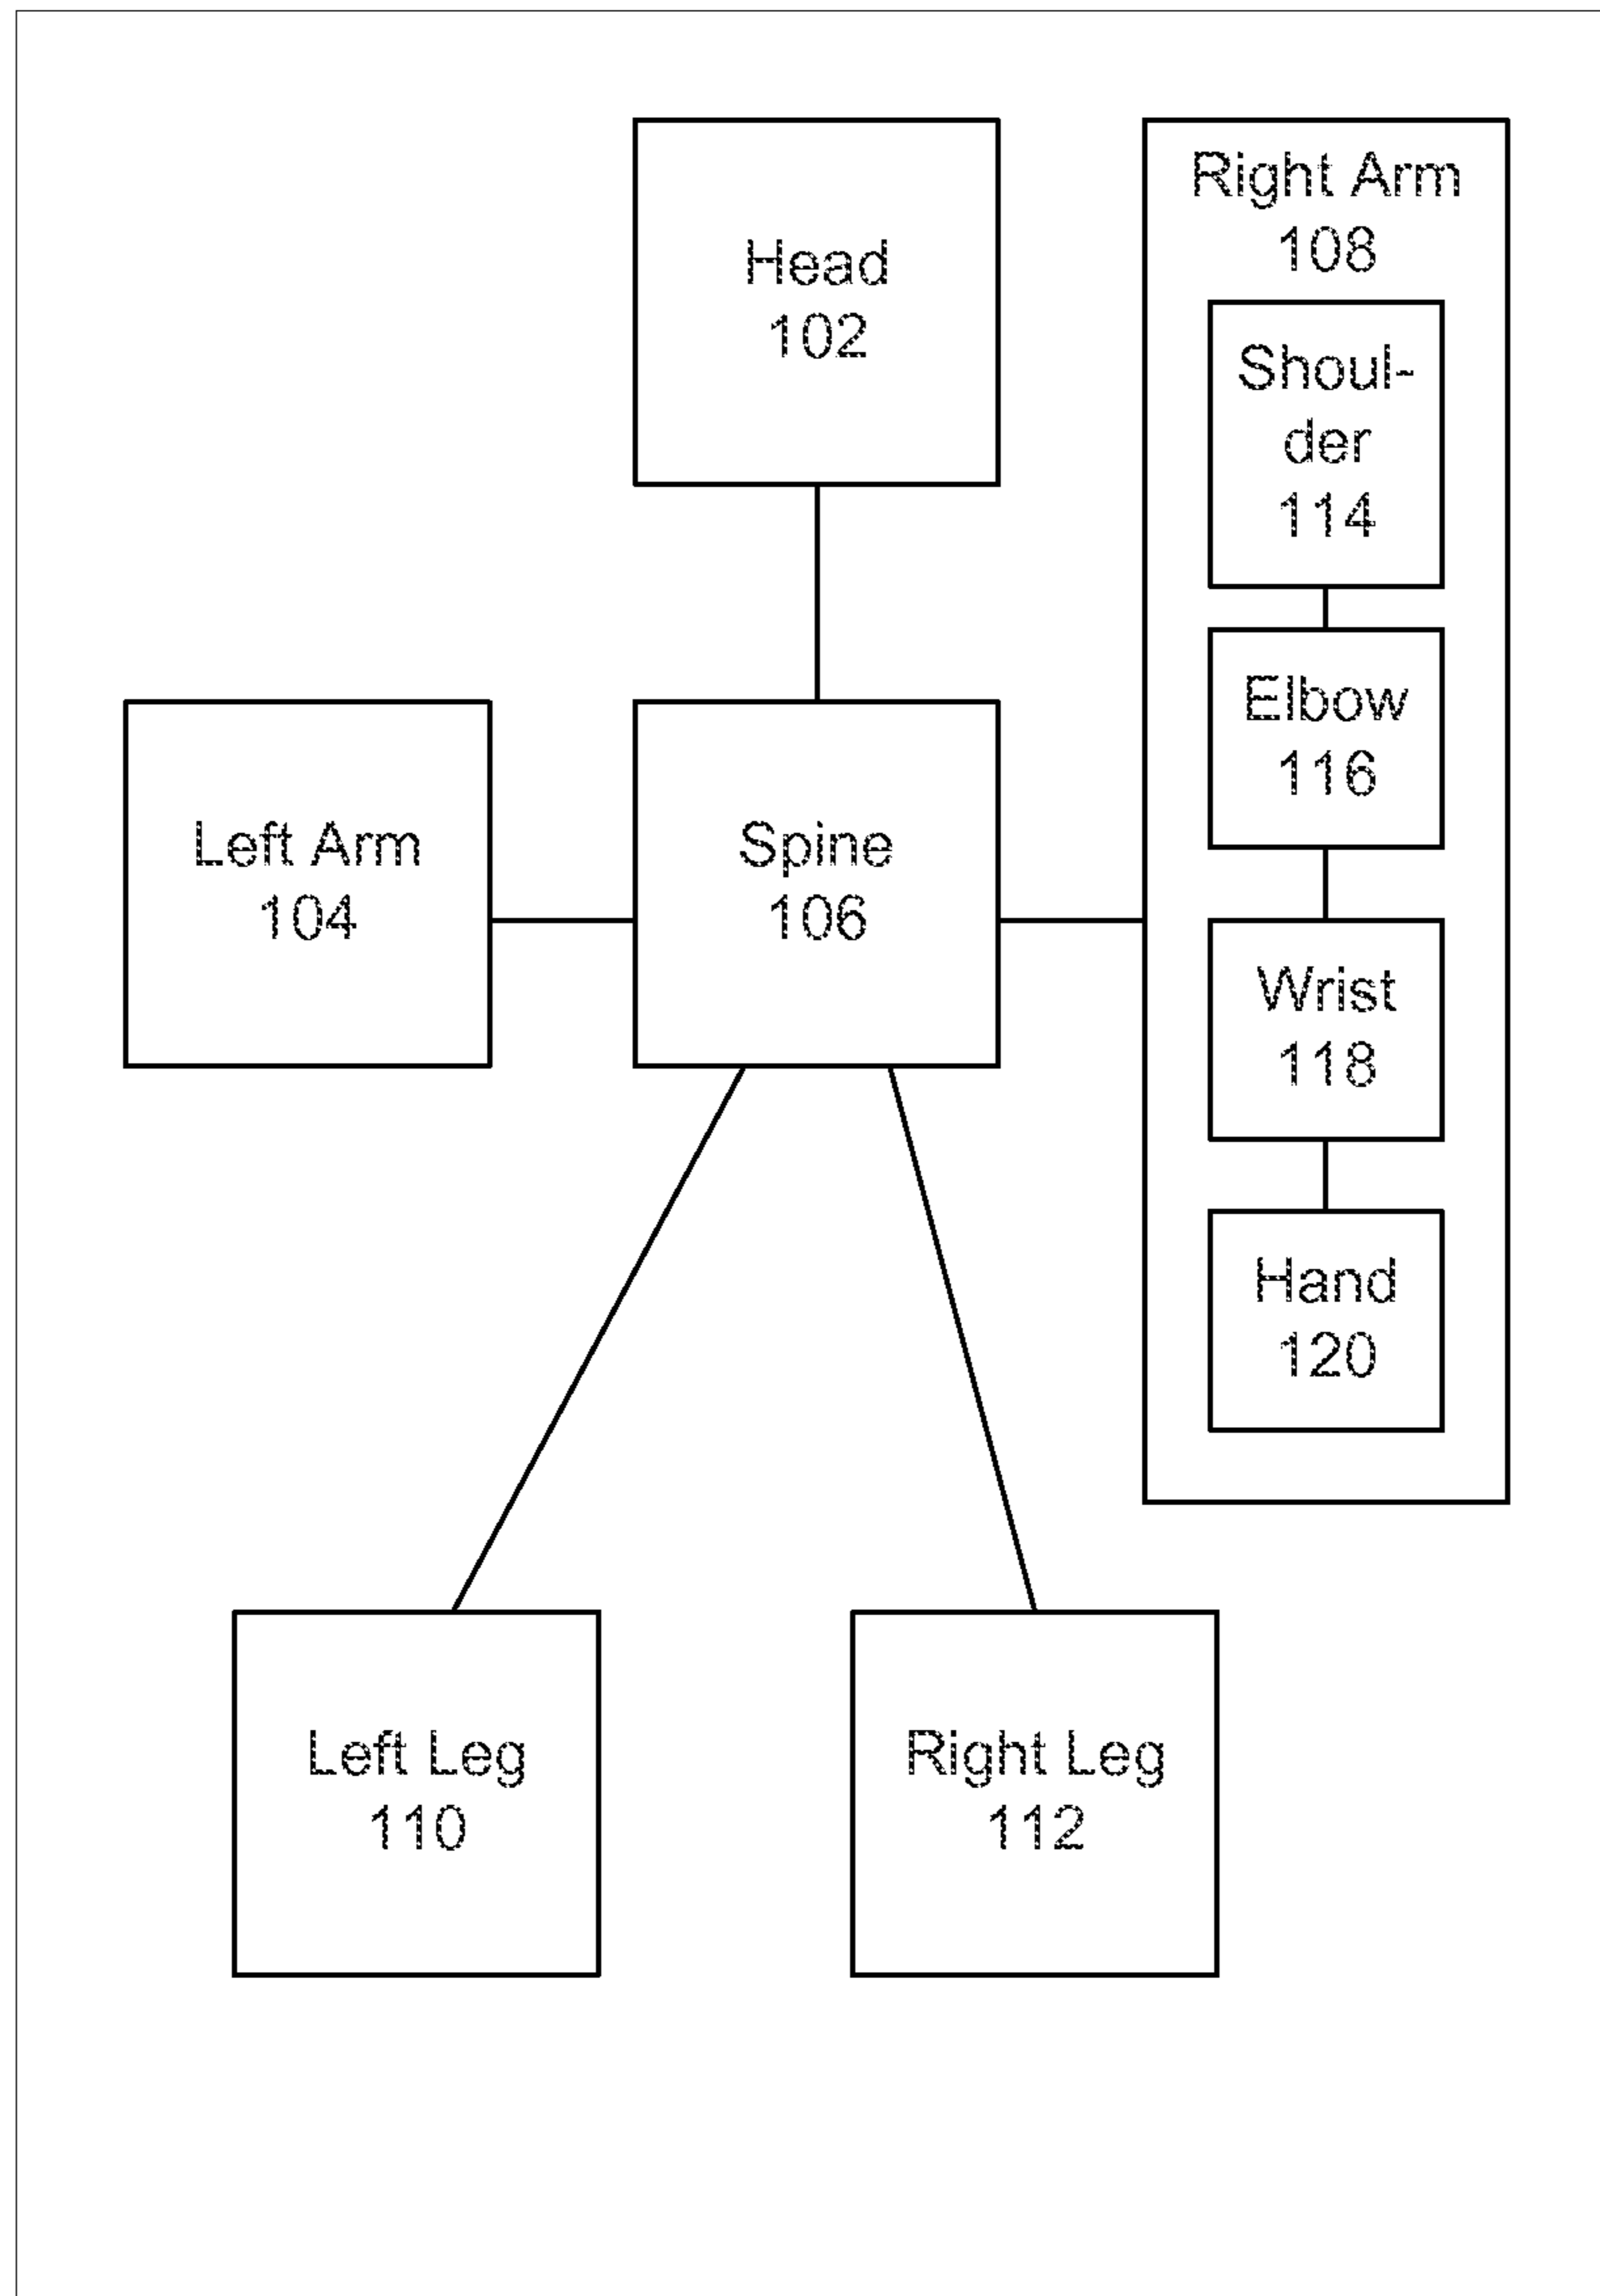 Head
102
Right Arm
108
Shoul-
der
114
Elbow
116
Wrist
118
Hand
120
Left Arm
104
Spine
106
Left Leg
110
Right Leg
112